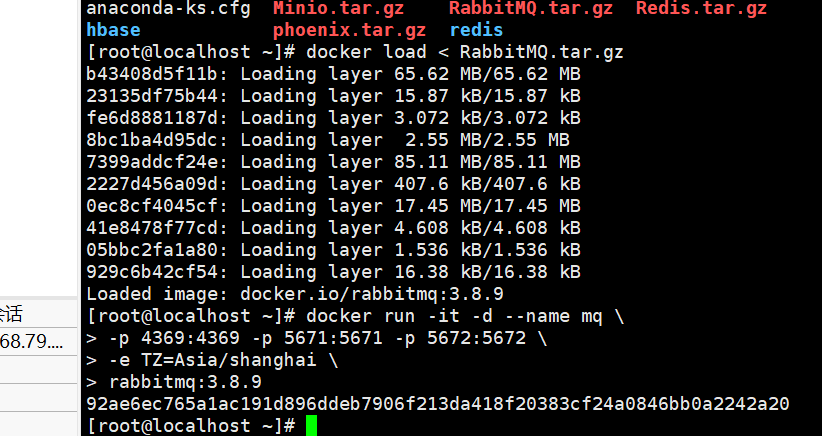 anaconda-ks.cfg  Minio.tar.gz    RabbitMQ.tar.gz  Redis.tar.gz
hbase            phoenix.tar.gz  redis
[root@localhost ~]# docker load < RabbitMQ.tar.gz
b43408d5f11b: Loading layer 65.62 MB/65.62 MB
23135df75b44: Loading layer 15.87 kB/15.87 kB
fe6d8881187d: Loading layer 3.072 kB/3.072 kB
8bc1ba4d95dc: Loading layer  2.55 MB/2.55 MB
7399addcf24e: Loading layer 85.11 MB/85.11 MB
2227d456a09d: Loading layer 407.6 kB/407.6 kB
0ec8cf4045cf: Loading layer 17.45 MB/17.45 MB
41e8478f77cd: Loading layer 4.608 kB/4.608 kB
05bbc2fa1a80: Loading layer 1.536 kB/1.536 kB
929c6b42cf54: Loading layer 16.38 kB/16.38 kB
Loaded image: docker.io/rabbitmq:3.8.9
[root@localhost ~]# docker run -it -d --name mq \
> -p 4369:4369 -p 5671:5671 -p 5672:5672 \
> -e TZ=Asia/shanghai \
> rabbitmq:3.8.9
92ae6ec765a1ac191d896ddeb7906f213da418f20383cf24a0846bb0a2242a20
[root@localhost ~]#
话
68.79....